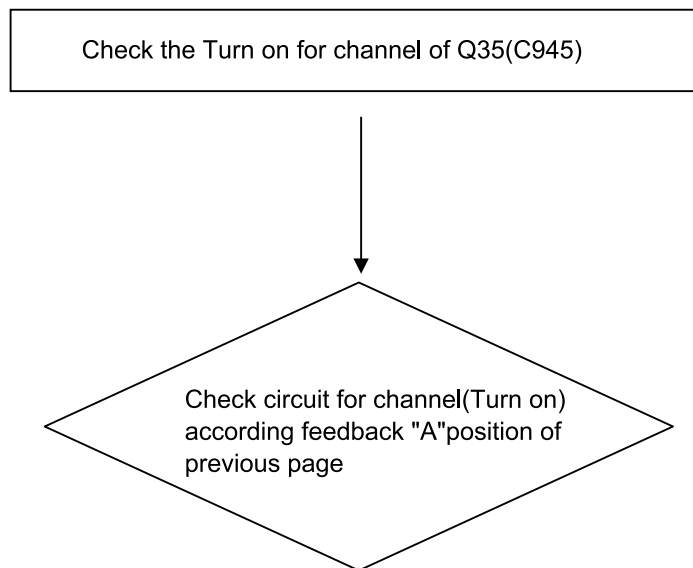 Check the Turn on for channel of Q35(C945)
Check circuit for channel(Turn on)
according feedback "A"position of
previous page